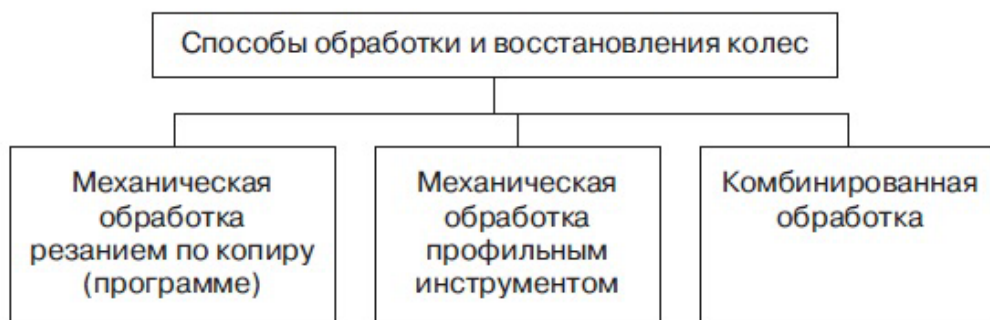 Способы обработки и восстановления колес
Механическая
обработка
резанием по копиру
(программе)
Механическая
обработка
профильным
инструментом
Комбинированная
обработка